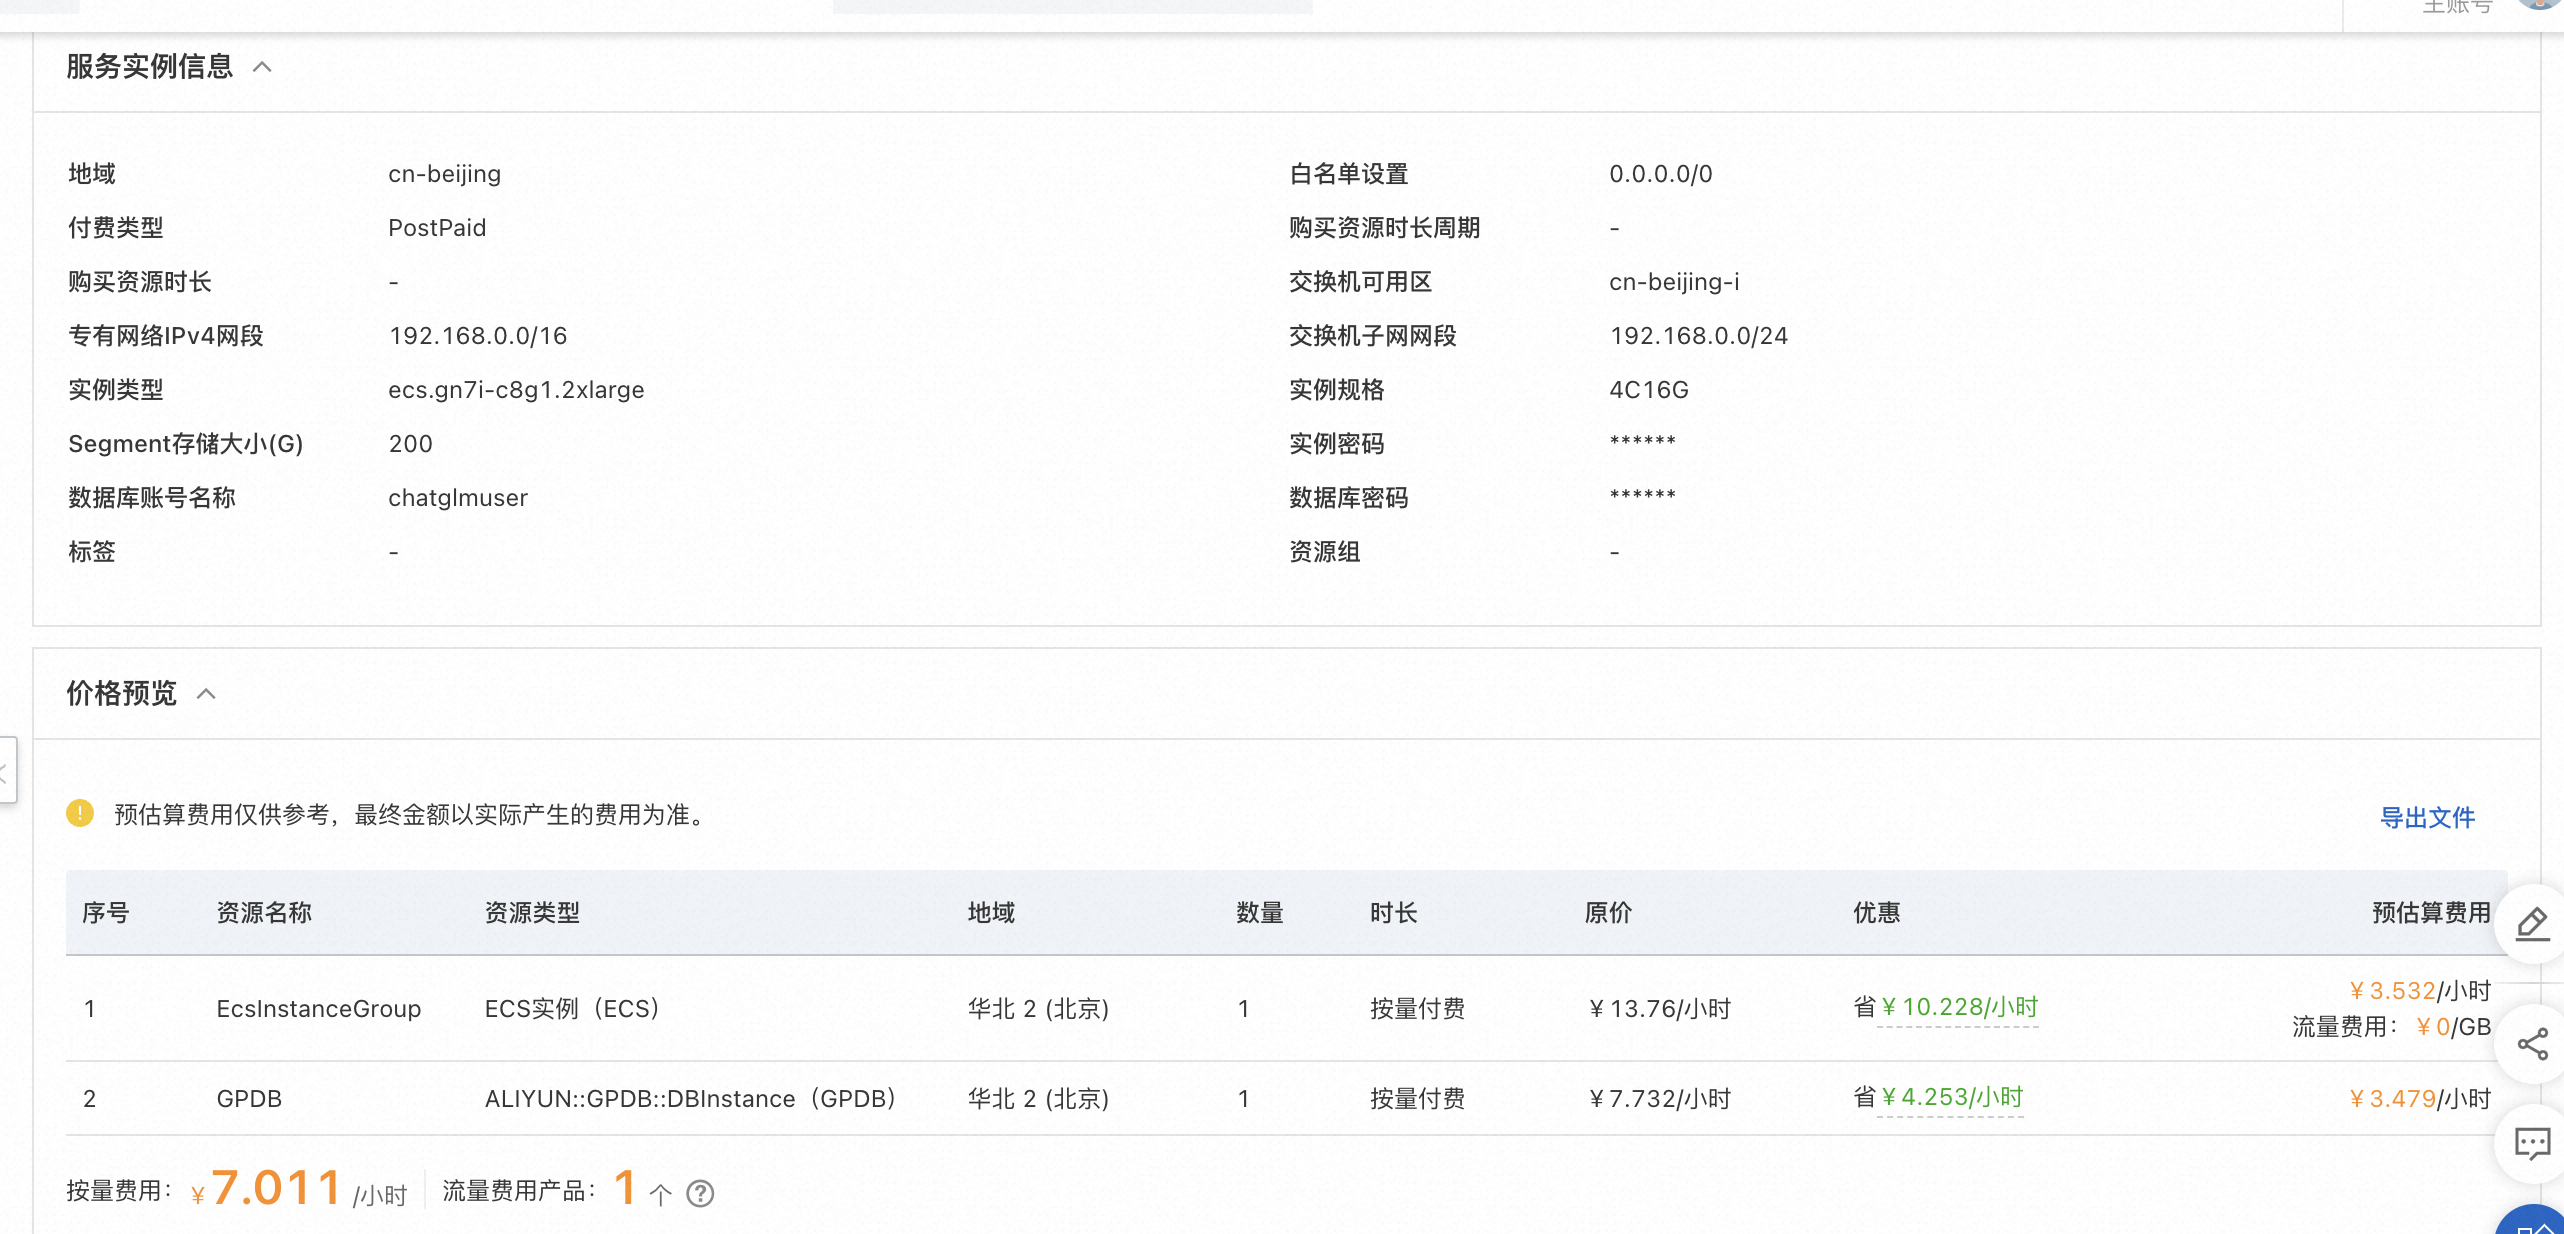 主账号
服务实例信息
地域 cn-beijing 白名单设置 0.0.0.0/0
付费类型 PostPaid 购买资源时长周期 -
购买资源时长 - 交换机可用区 cn-beijing-i
专有网络IPv4网段 192.168.0.0/16 交换机子网网段 192.168.0.0/24
实例类型 ecs.gn7i-c8g1.2xlarge 实例规格 4C16G
Segment存储大小(G) 200 实例密码 ******
数据库账号名称 chatglmuser 数据库密码 ******
标签 - 资源组 -
价格预览
预估算费用仅供参考，最终金额以实际产生的费用为准。 导出文件
序号 资源名称 资源类型 地域 数量 时长 原价 优惠 预估算费用
1 EcsInstanceGroup ECS实例（ECS） 华北 2 (北京) 1 按量付费 ¥13.76/小时 省¥10.228/小时 ¥3.532/小时
流量费用：¥0/GB
2 GPDB ALIYUN::GPDB::DBInstance（GPDB） 华北 2 (北京) 1 按量付费 ¥7.732/小时 省¥4.253/小时 ¥3.479/小时
按量费用：¥7.011 /小时 流量费用产品：1 个